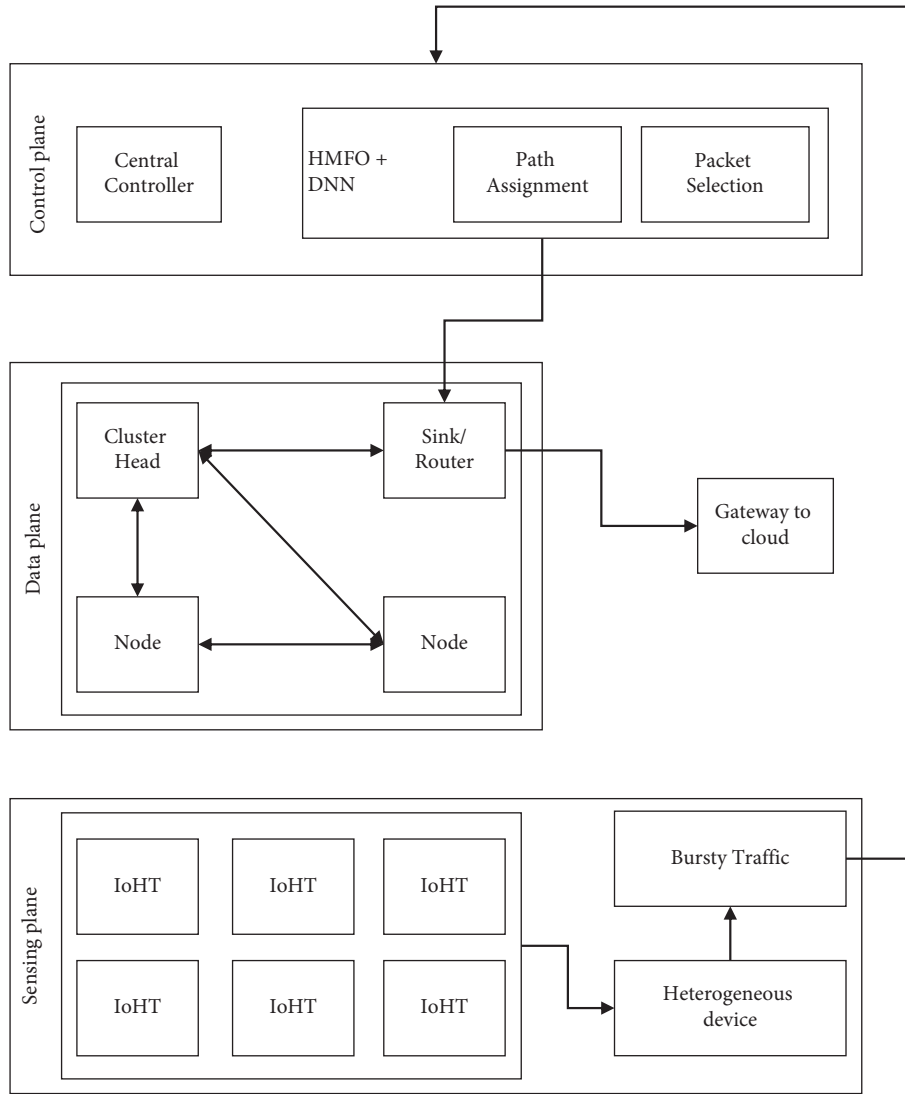 Control plane
Central
Controller
HMFO +
DNN
Path
Assignment
Packet
Selection
Data plane
Cluster
Head
Sink/
Router
Node
Node
Gateway to
cloud
Sensing plane
IoHT
IoHT
IoHT
IoHT
IoHT
IoHT
Bursty Traffic
Heterogeneous
device